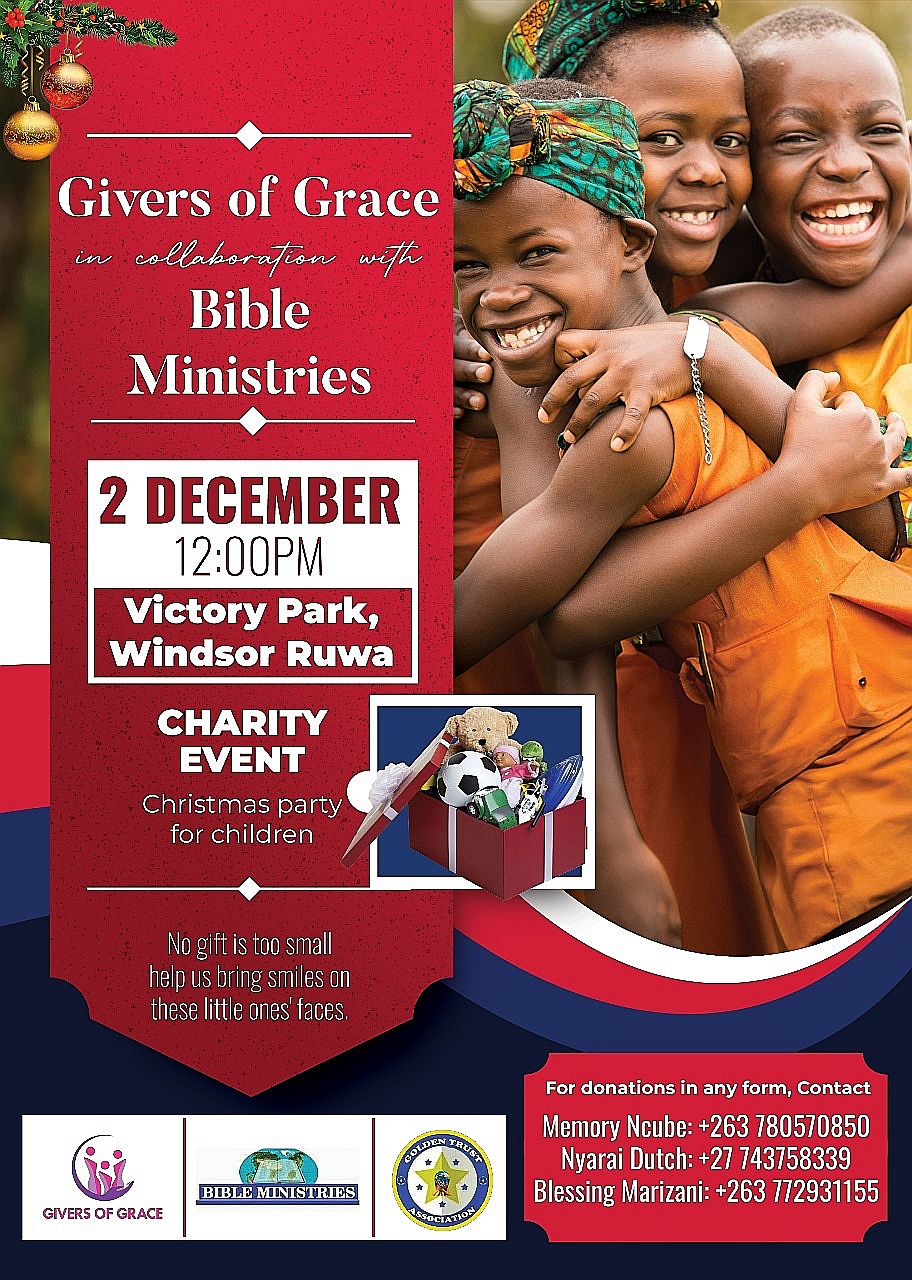 Givers of Grace
in collaboration with
Bible
Ministries
2 DECEMBER
12:00PM
Victory Park,
Windsor Ruwa
CHARITY
EVENT
Christmas party
for children
No gift is too small
help us bring smiles on
these little ones' faces.
For donations in any form, Contact
Memory Ncube: +263 780570850
Nyarai Dutch: +27 743758339
Blessing Marizani: +263 772931155
GIVERS OF GRACE
BIBLE MINISTRIES
GOLDEN TRUST
ASSOCIATION